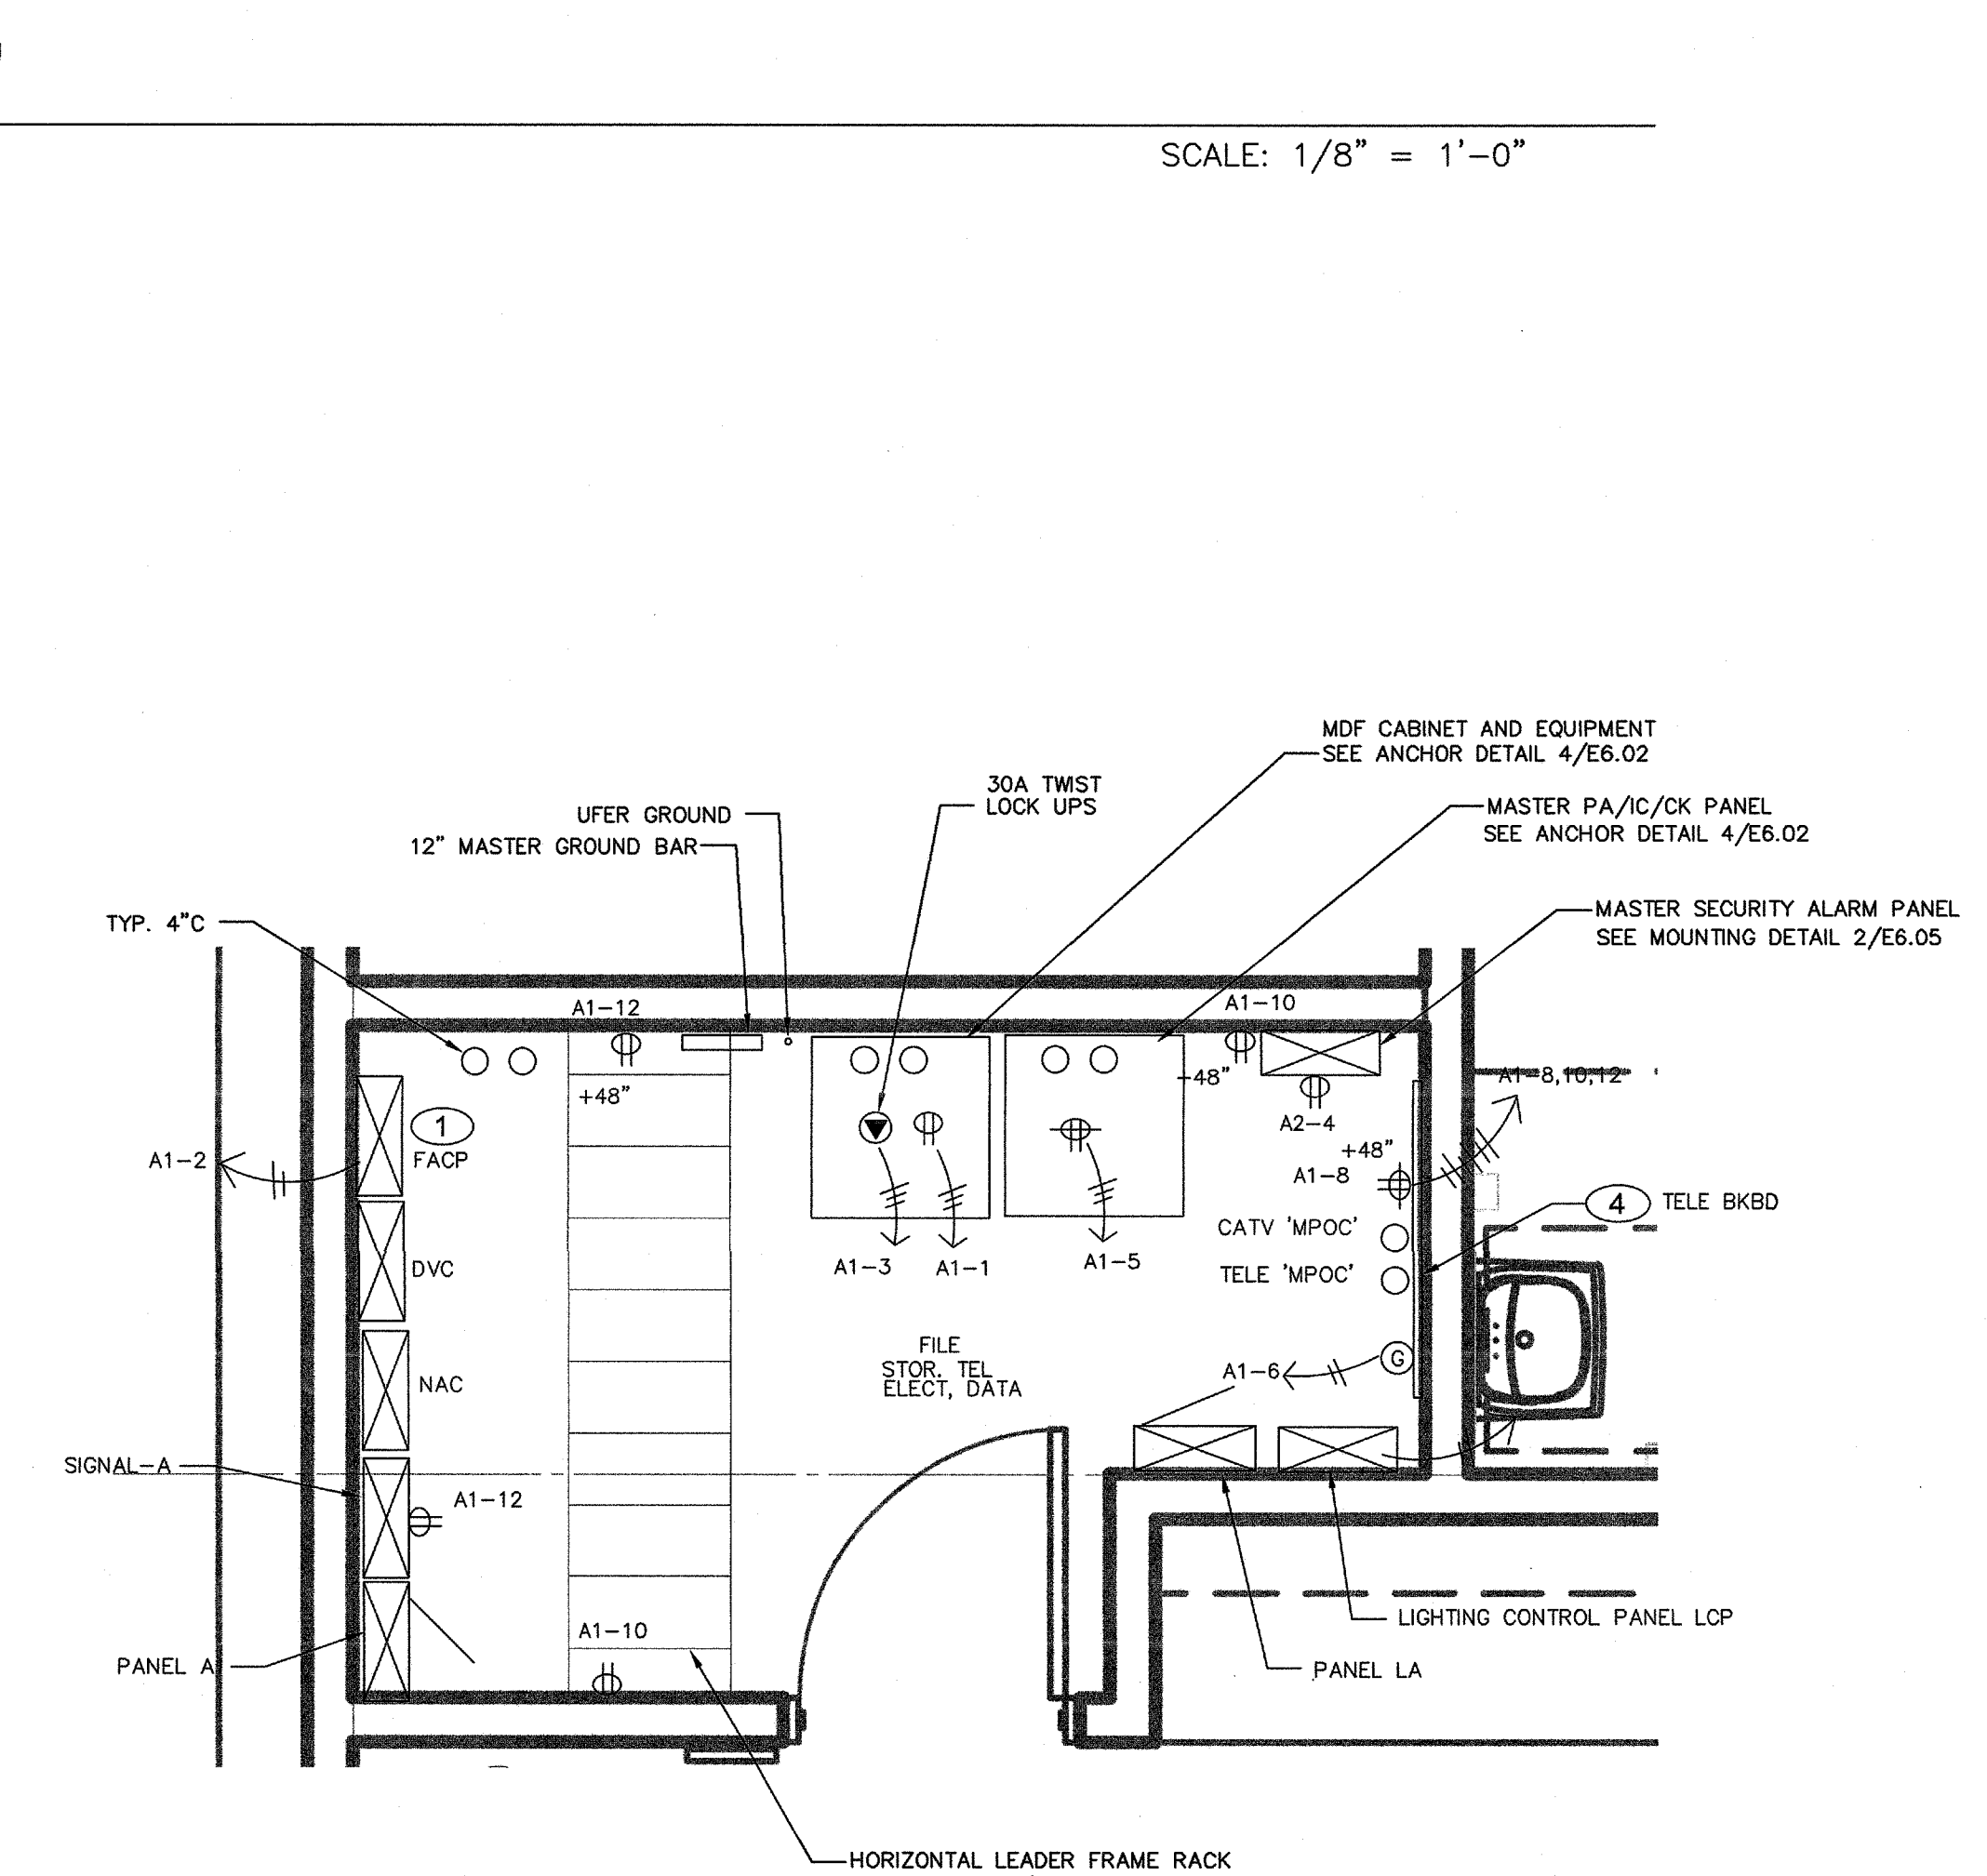 SCALE: 1/8" = 1'-0"
MDF CABINET AND EQUIPMENT
SEE ANCHOR DETAIL 4/E6.02
30A TWIST
LOCK UPS
UFER GROUND
12" MASTER GROUND BAR
MASTER PA/IC/CK PANEL
SEE ANCHOR DETAIL 4/E6.02
TYP. 4"C
MASTER SECURITY ALARM PANEL
SEE MOUNTING DETAIL 2/E6.05
A1-12
A1-10
+48"
+48"
A1-8,10,12
1
FACP
A1-2
A2-4
+48"
A1-8
4
TELE BKBD
CATV 'MPOC'
DVC
A1-3
A1-1
A1-5
TELE 'MPOC'
FILE
STOR. TEL
ELECT, DATA
NAC
A1-6
G
SIGNAL-A
A1-12
A1-10
LIGHTING CONTROL PANEL LCP
PANEL A
PANEL LA
HORIZONTAL LEADER FRAME RACK